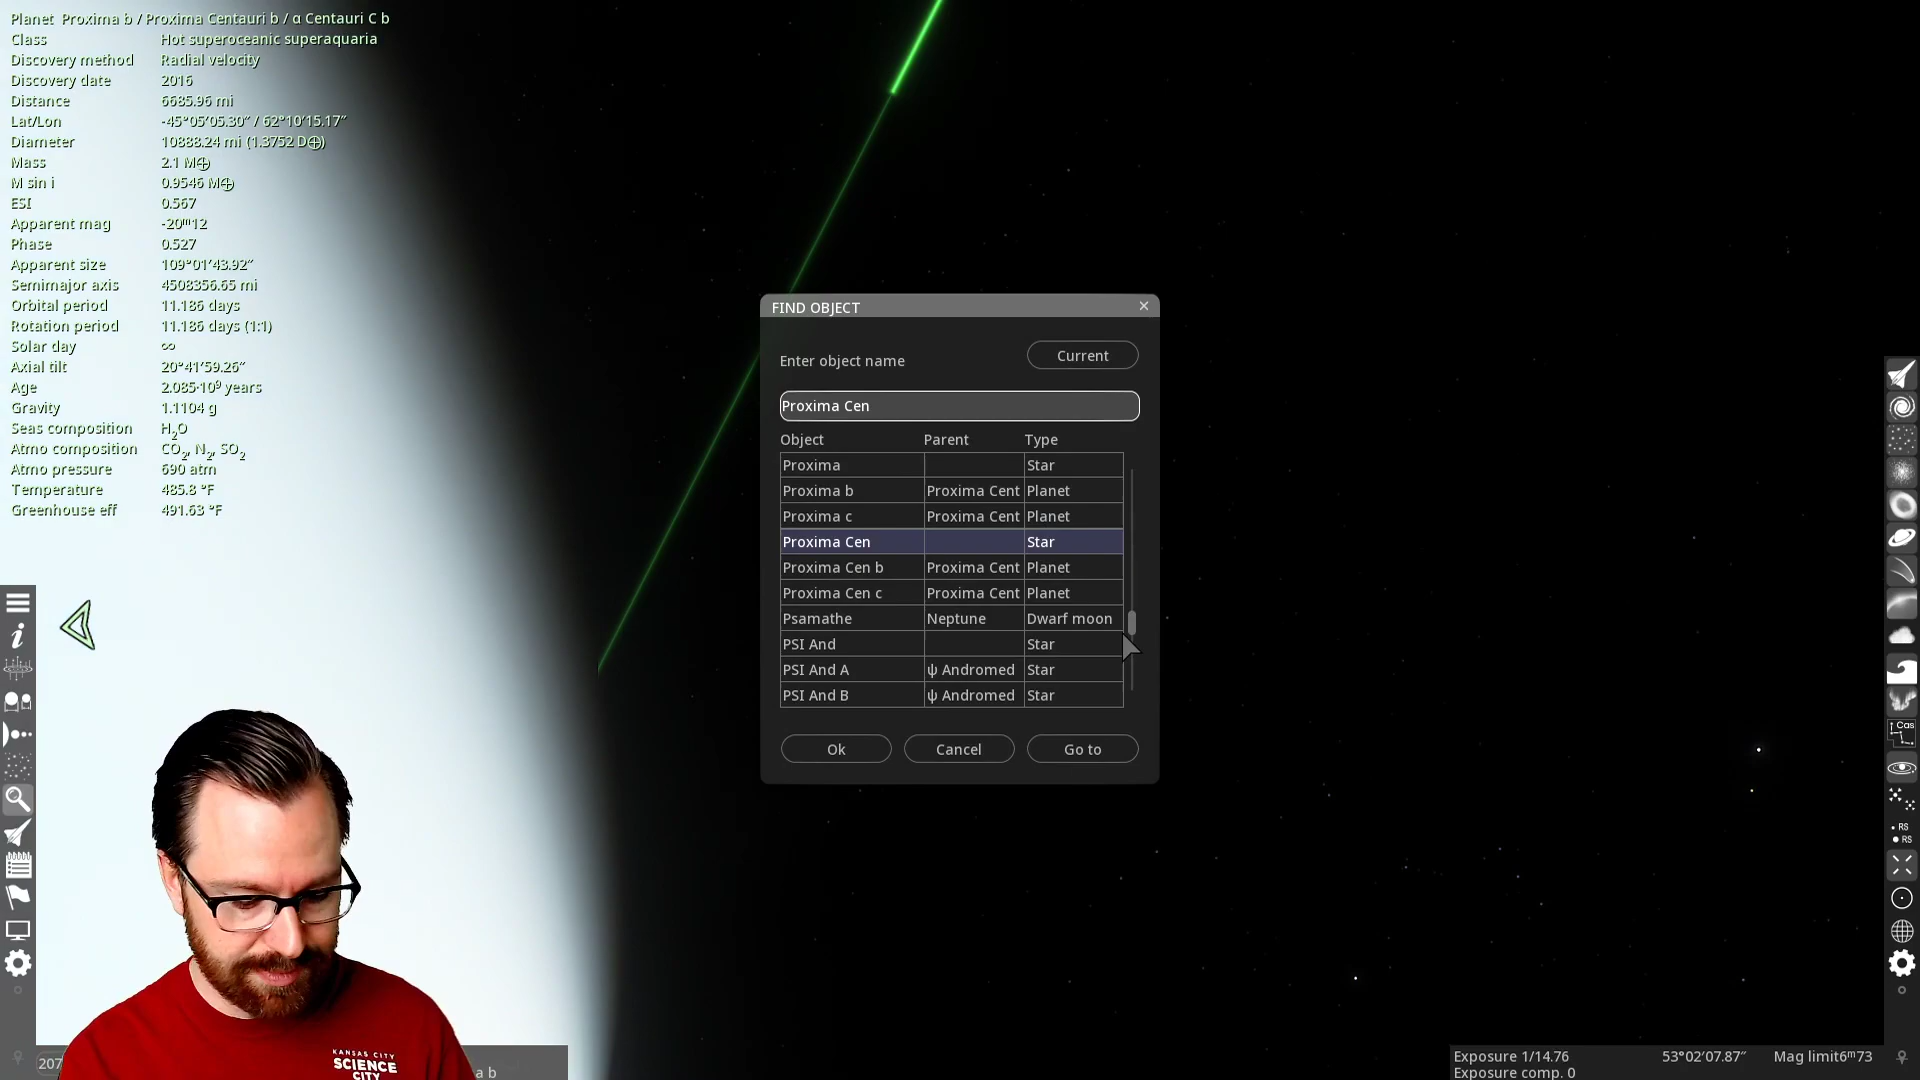 Planet Proxima b / Proxima Centauri b / α Centauri C b
Class Hot superoceanic superaquaria
Discovery method Radial velocity
Discovery date 2016
Distance 6685.96 mi
Lat/Lon -45°05′05.30″ / 62°10′15.17″
Diameter 10888.24 mi (1.3752 D⊕)
Mass 2.1 M⊕
M sin i 0.9546 M⊕
ESI 0.567
Apparent mag -20ᵐ12
Phase 0.527
Apparent size 109°01′43.92″
Semimajor axis 4508356.65 mi
Orbital period 11.186 days
Rotation period 11.186 days (1:1)
Solar day ∞
Axial tilt 20°41′59.26″
Age 2.085·10⁹ years
Gravity 1.1104 g
Seas composition H₂O
Atmo composition CO₂, N₂, SO₂
Atmo pressure 690 atm
Temperature 485.8 °F
Greenhouse eff 491.63 °F
FIND OBJECT
Enter object name Current
Proxima Cen
Object Parent Type
Proxima Star
Proxima b Proxima Cent Planet
Proxima c Proxima Cent Planet
Proxima Cen Star
Proxima Cen b Proxima Cent Planet
Proxima Cen c Proxima Cent Planet
Psamathe Neptune Dwarf moon
PSI And Star
PSI And A ψ Andromed Star
PSI And B ψ Andromed Star
Ok Cancel Go to
Cas
RS
RS
KANSAS CITY
SCIENCE
CITY
207
a b
Exposure 1/14.76 53°02′07.87″ Mag limit6ᵐ73
Exposure comp. 0